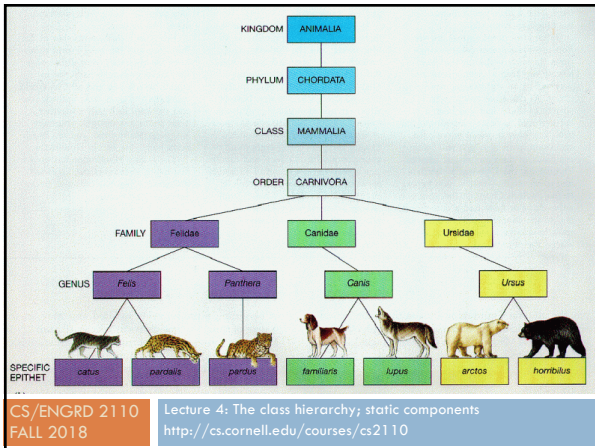 KINGDOM ANIMALIA
PHYLUM CHORDATA
CLASS MAMMALIA
ORDER CARNIVORA
FAMILY Felidae Canidae Ursidae
GENUS Felis Panthera Canis Ursus
SPECIFIC
EPITHET catus pardalis pardus familiaris lupus arctos horribilus
CS/ENGRD 2110
FALL 2018
Lecture 4: The class hierarchy; static components
http://cs.cornell.edu/courses/cs2110